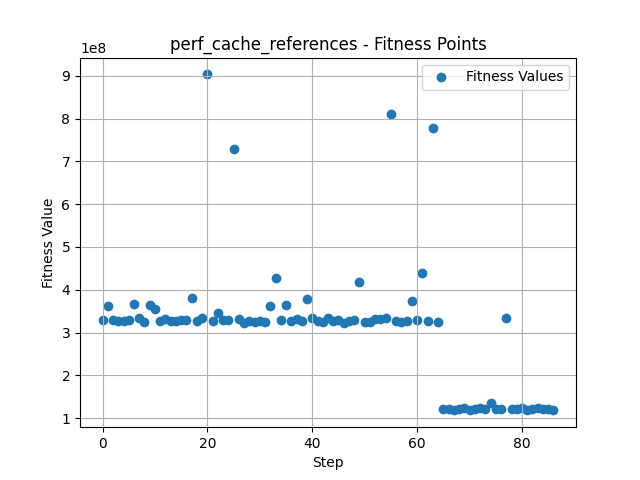 perf_cache_references - Fitness Points
1e8
Fitness Values
9
8
7
6
5
4
3
2
1
Fitness Value
0 20 40 60 80
Step